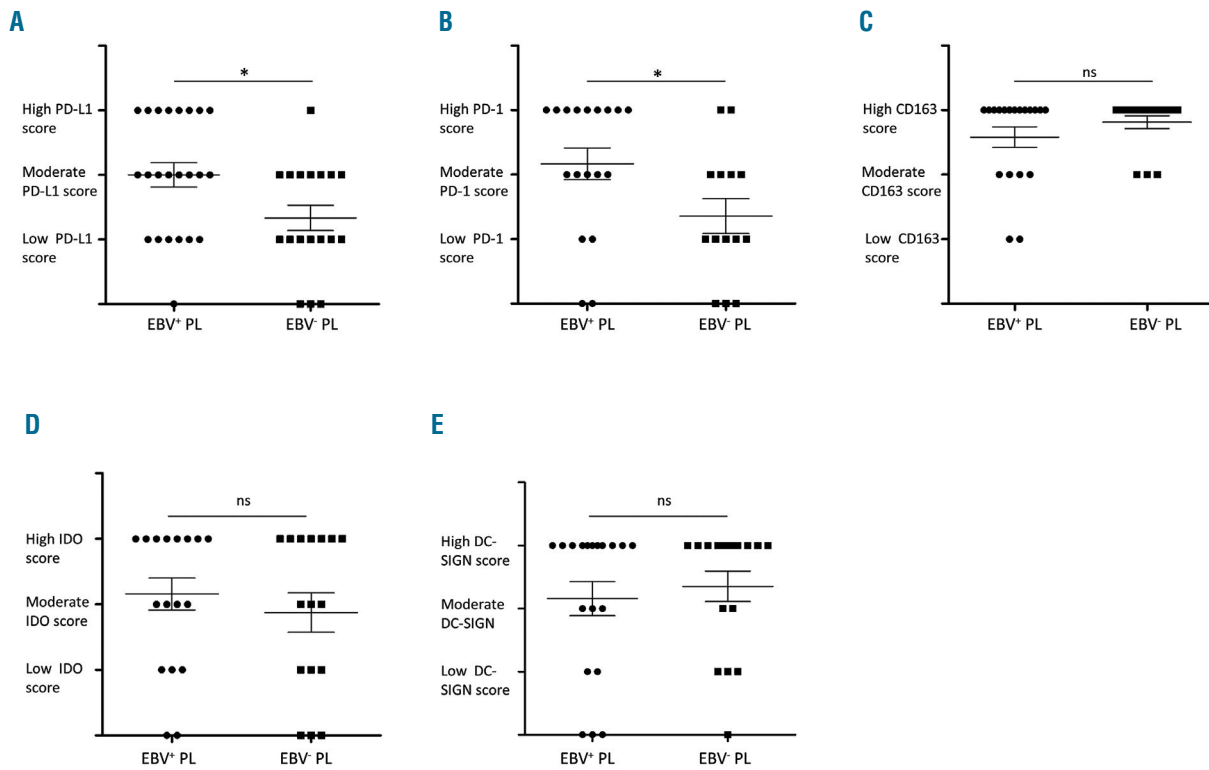 A
*
High PD-L1
score
Moderate
PD-L1 score
Low PD-L1
score
EBV⁺ PL
EBV⁻ PL
B
*
High PD-1
score
Moderate
PD-1 score
Low PD-1
score
EBV⁺ PL
EBV⁻ PL
C
ns
High CD163
score
Moderate
CD163 score
Low CD163
score
EBV⁺ PL
EBV⁻ PL
D
ns
High IDO
score
Moderate
IDO score
Low IDO
score
EBV⁺ PL
EBV⁻ PL
E
ns
High DC-
SIGN score
Moderate
DC-SIGN
Low DC-
SIGN score
EBV⁺ PL
EBV⁻ PL